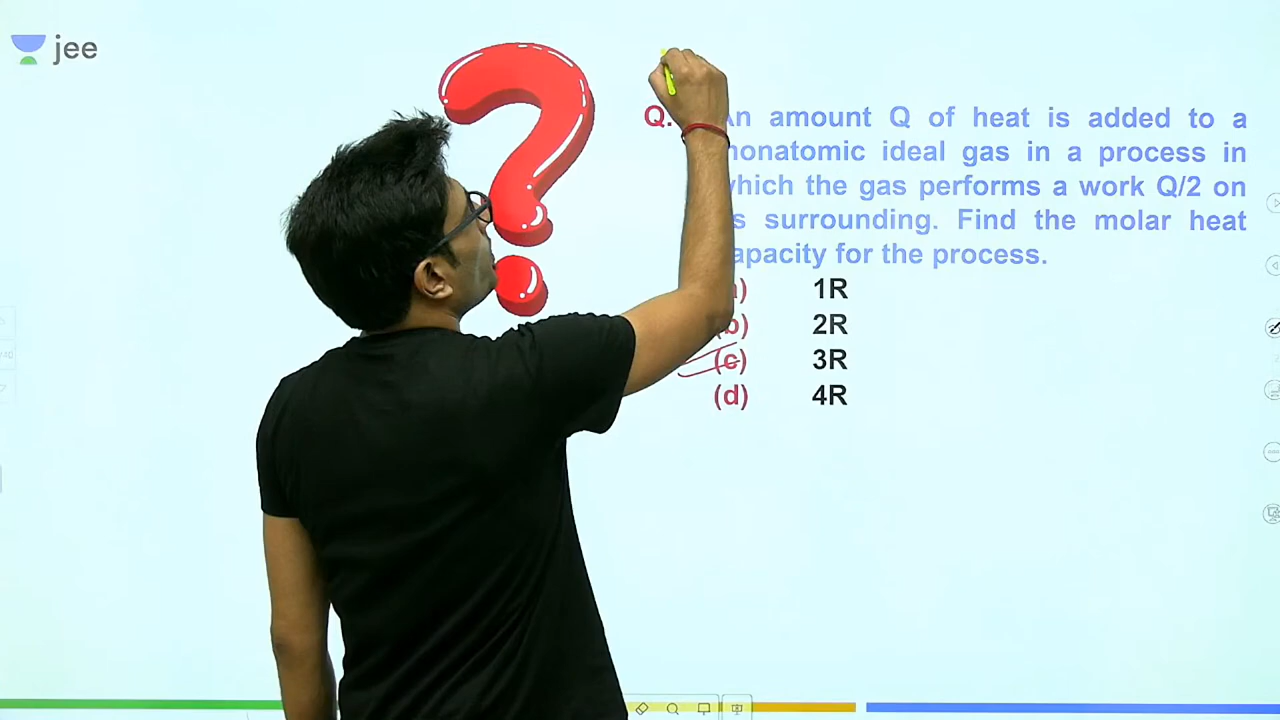 jee
Q. An amount Q of heat is added to a
monatomic ideal gas in a process in
which the gas performs a work Q/2 on
surrounding. Find the molar heat
capacity for the process.
(a) 1R
(b) 2R
(c) 3R
(d) 4R